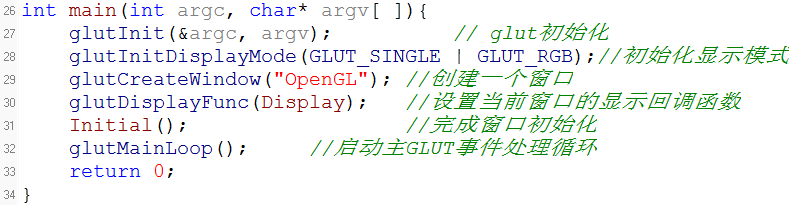 26 int main(int argc, char* argv[ ]){
27 glutInit(&argc, argv); // glut初始化
28 glutInitDisplayMode(GLUT_SINGLE | GLUT_RGB);//初始化显示模式
29 glutCreateWindow("OpenGL"); //创建一个窗口
30 glutDisplayFunc(Display); //设置当前窗口的显示回调函数
31 Initial(); //完成窗口初始化
32 glutMainLoop(); //启动主GLUT事件处理循环
33 return 0;
34 }